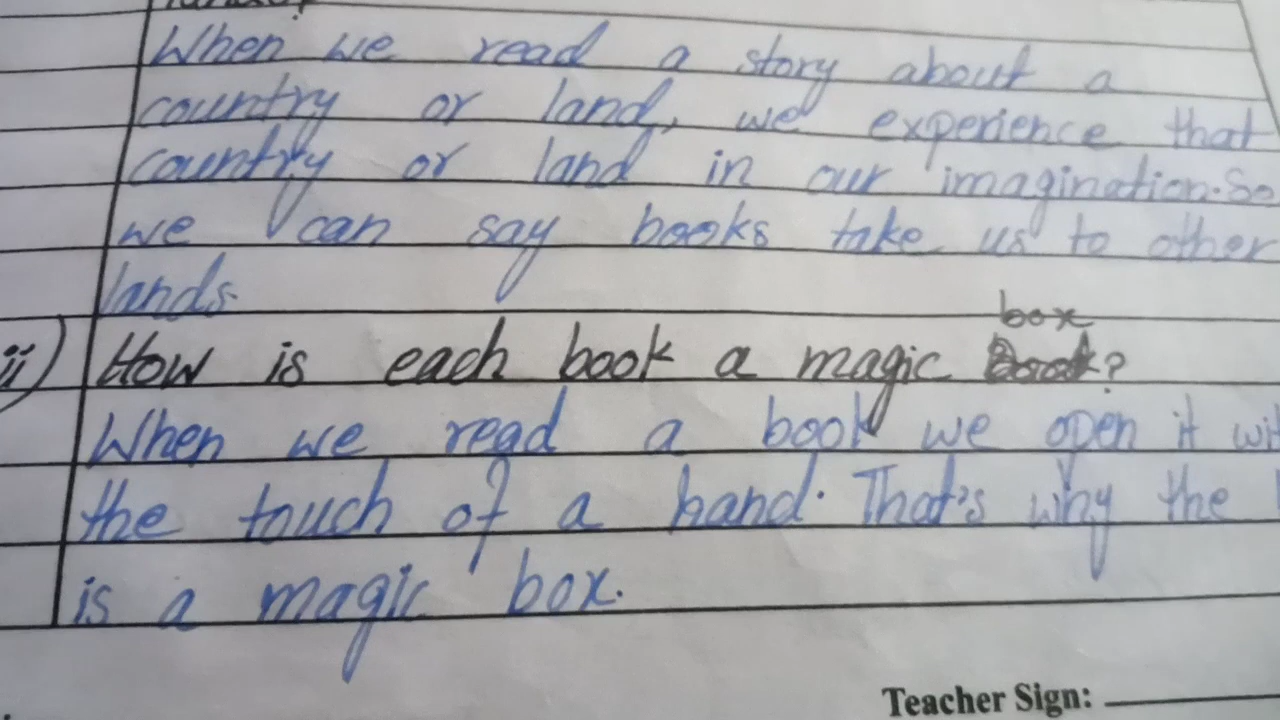 When we read a story about a
country or land, we experience that
country or land in our imagination. So
we can say books take us to other
lands.
ii) How is each book a magic box?
When we read a book we open it
the touch of a hand. That's why the
is a magic box.
Teacher Sign: